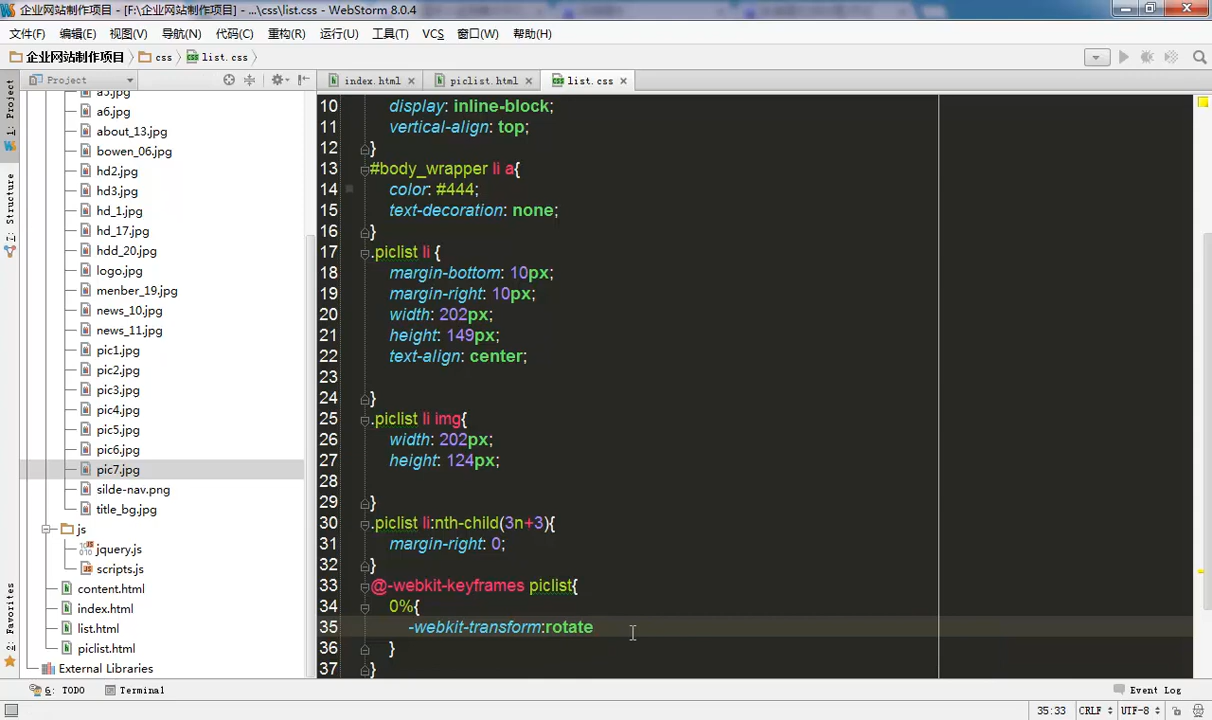 企业网站制作项目 - [F:\企业网站制作项目] - ...\css\list.css - WebStorm 8.0.4
文件(F) 编辑(E) 视图(V) 导航(N) 代码(C) 重构(R) 运行(U) 工具(T) VCS 窗口(W) 帮助(H)
企业网站制作项目 css list.css
Project
index.html piclist.html list.css
1: Project
7: Structure
2: Favorites
a5.jpg
a6.jpg
about_13.jpg
bowen_06.jpg
hd2.jpg
hd3.jpg
hd_1.jpg
hd_17.jpg
hdd_20.jpg
logo.jpg
menber_19.jpg
news_10.jpg
news_11.jpg
pic1.jpg
pic2.jpg
pic3.jpg
pic4.jpg
pic5.jpg
pic6.jpg
pic7.jpg
silde-nav.png
title_bg.jpg
js
jquery.js
scripts.js
content.html
index.html
list.html
piclist.html
External Libraries
10 display: inline-block;
11 vertical-align: top;
12 }
13 #body_wrapper li a{
14 color: #444;
15 text-decoration: none;
16 }
17 .piclist li {
18 margin-bottom: 10px;
19 margin-right: 10px;
20 width: 202px;
21 height: 149px;
22 text-align: center;
23
24 }
25 .piclist li img{
26 width: 202px;
27 height: 124px;
28
29 }
30 .piclist li:nth-child(3n+3){
31 margin-right: 0;
32 }
33 @-webkit-keyframes piclist{
34 0%{
35 -webkit-transform:rotate
36 }
37 }
6: TODO Terminal Event Log
35:33 CRLF UTF-8